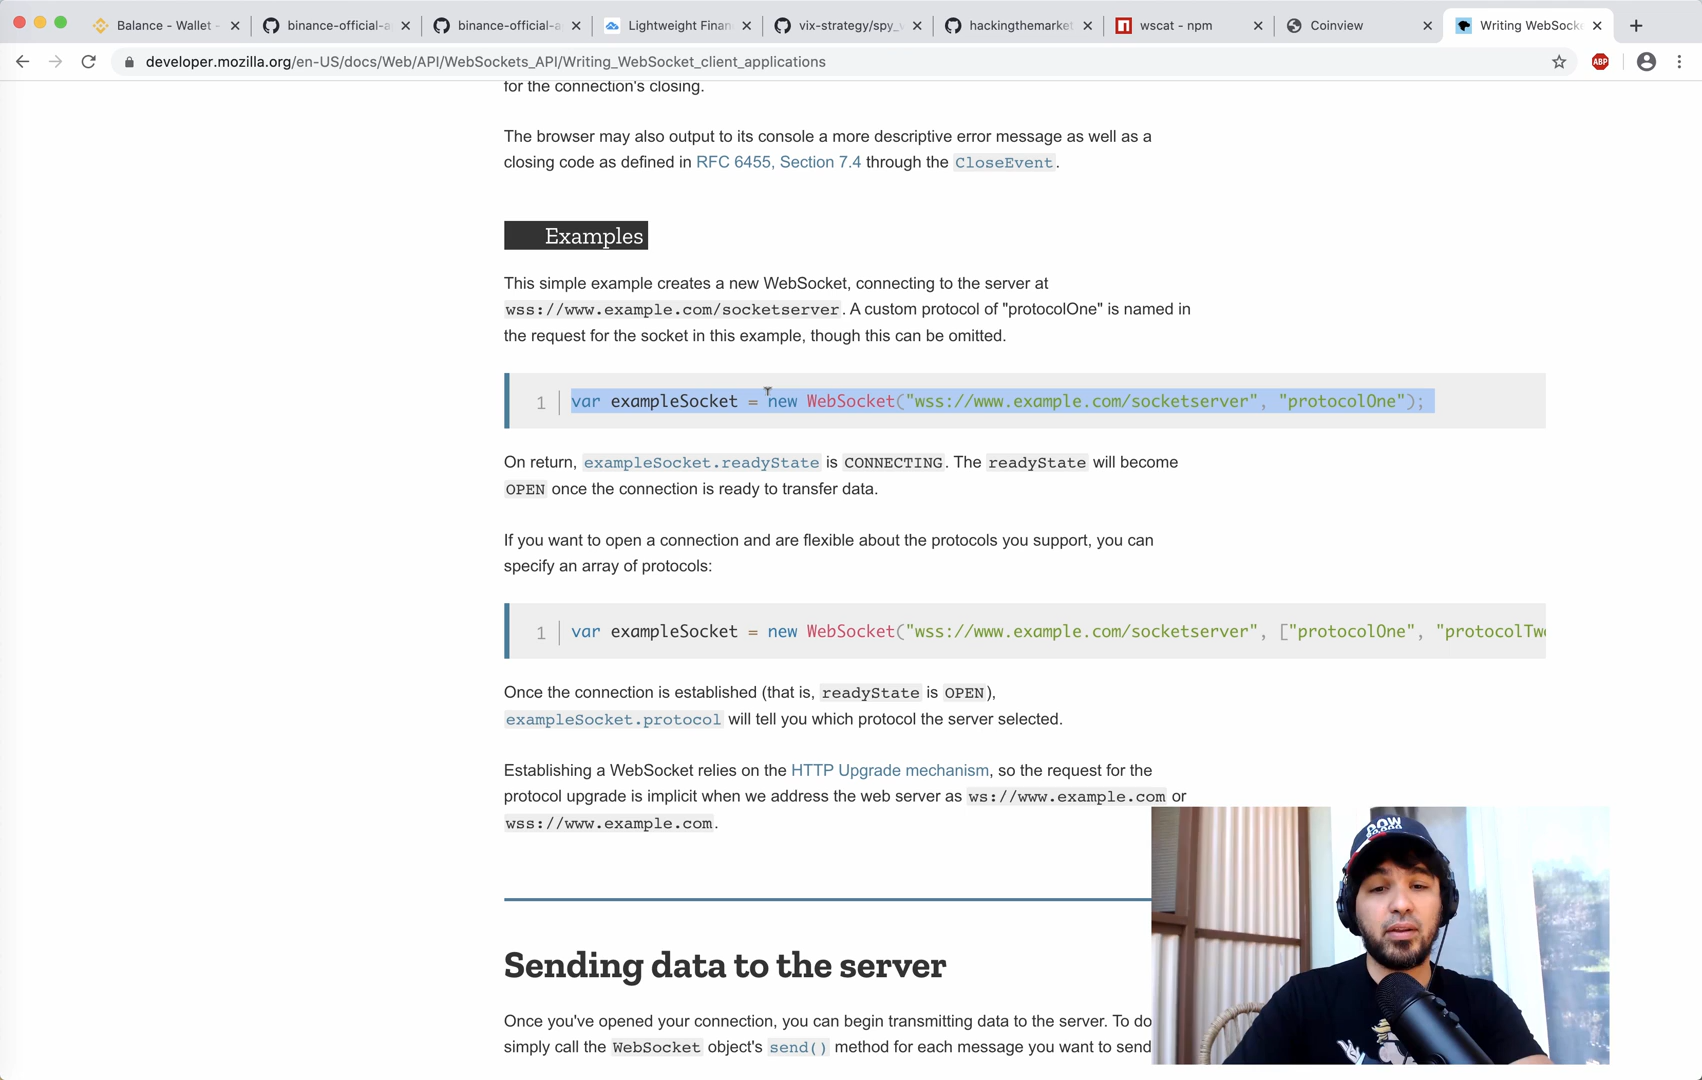 Balance - Wallet -
binance-official-a
binance-official-a
Lightweight Finan
vix-strategy/spy_v
hackingthemarket
wscat - npm
Coinview
Writing WebSocke
developer.mozilla.org/en-US/docs/Web/API/WebSockets_API/Writing_WebSocket_client_applications
ABP
for the connection's closing.
The browser may also output to its console a more descriptive error message as well as a
closing code as defined in RFC 6455, Section 7.4 through the CloseEvent.
Examples
This simple example creates a new WebSocket, connecting to the server at
wss://www.example.com/socketserver. A custom protocol of "protocolOne" is named in
the request for the socket in this example, though this can be omitted.
1 var exampleSocket = new WebSocket("wss://www.example.com/socketserver", "protocolOne");
On return, exampleSocket.readyState is CONNECTING. The readyState will become
OPEN once the connection is ready to transfer data.
If you want to open a connection and are flexible about the protocols you support, you can
specify an array of protocols:
1 var exampleSocket = new WebSocket("wss://www.example.com/socketserver", ["protocolOne", "protocolTwo
Once the connection is established (that is, readyState is OPEN),
exampleSocket.protocol will tell you which protocol the server selected.
Establishing a WebSocket relies on the HTTP Upgrade mechanism, so the request for the
protocol upgrade is implicit when we address the web server as ws://www.example.com or
wss://www.example.com.
DOW
Sending data to the server
Once you've opened your connection, you can begin transmitting data to the server. To do
simply call the WebSocket object's send() method for each message you want to send